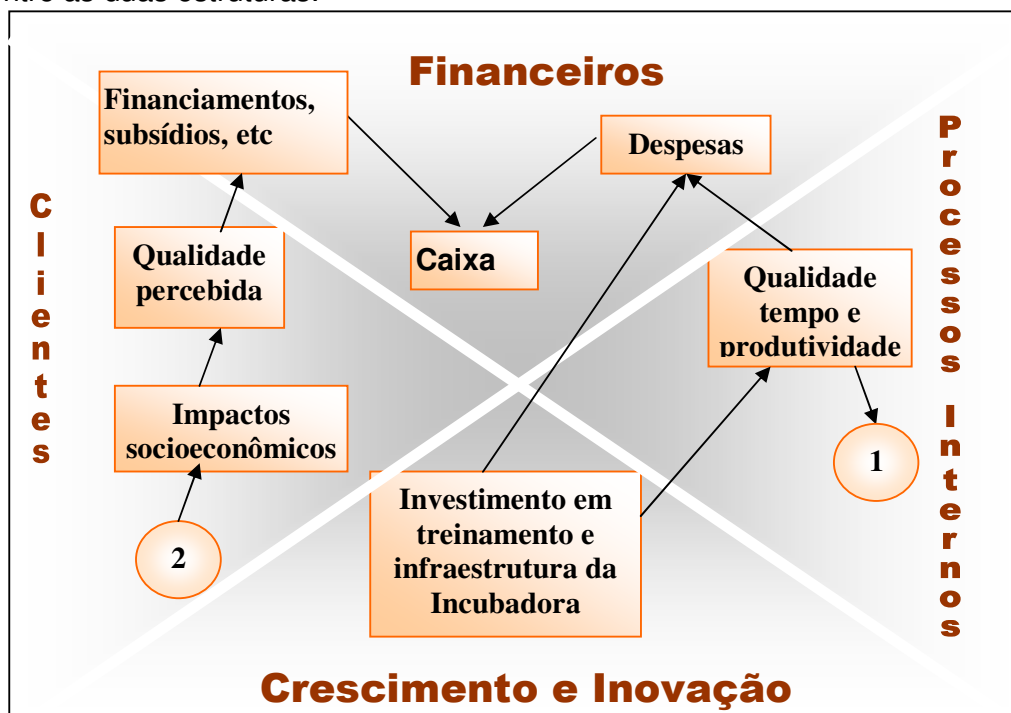 ntre as duas estruturas.
Financeiros
Financiamentos,
subsídios, etc
Despesas
Caixa
Clientes
Qualidade
percebida
Impactos
socioeconômicos
2
Processos Internos
Qualidade
tempo e
produtividade
1
Investimento em
treinamento e
infraestrutura da
Incubadora
Crescimento e Inovação